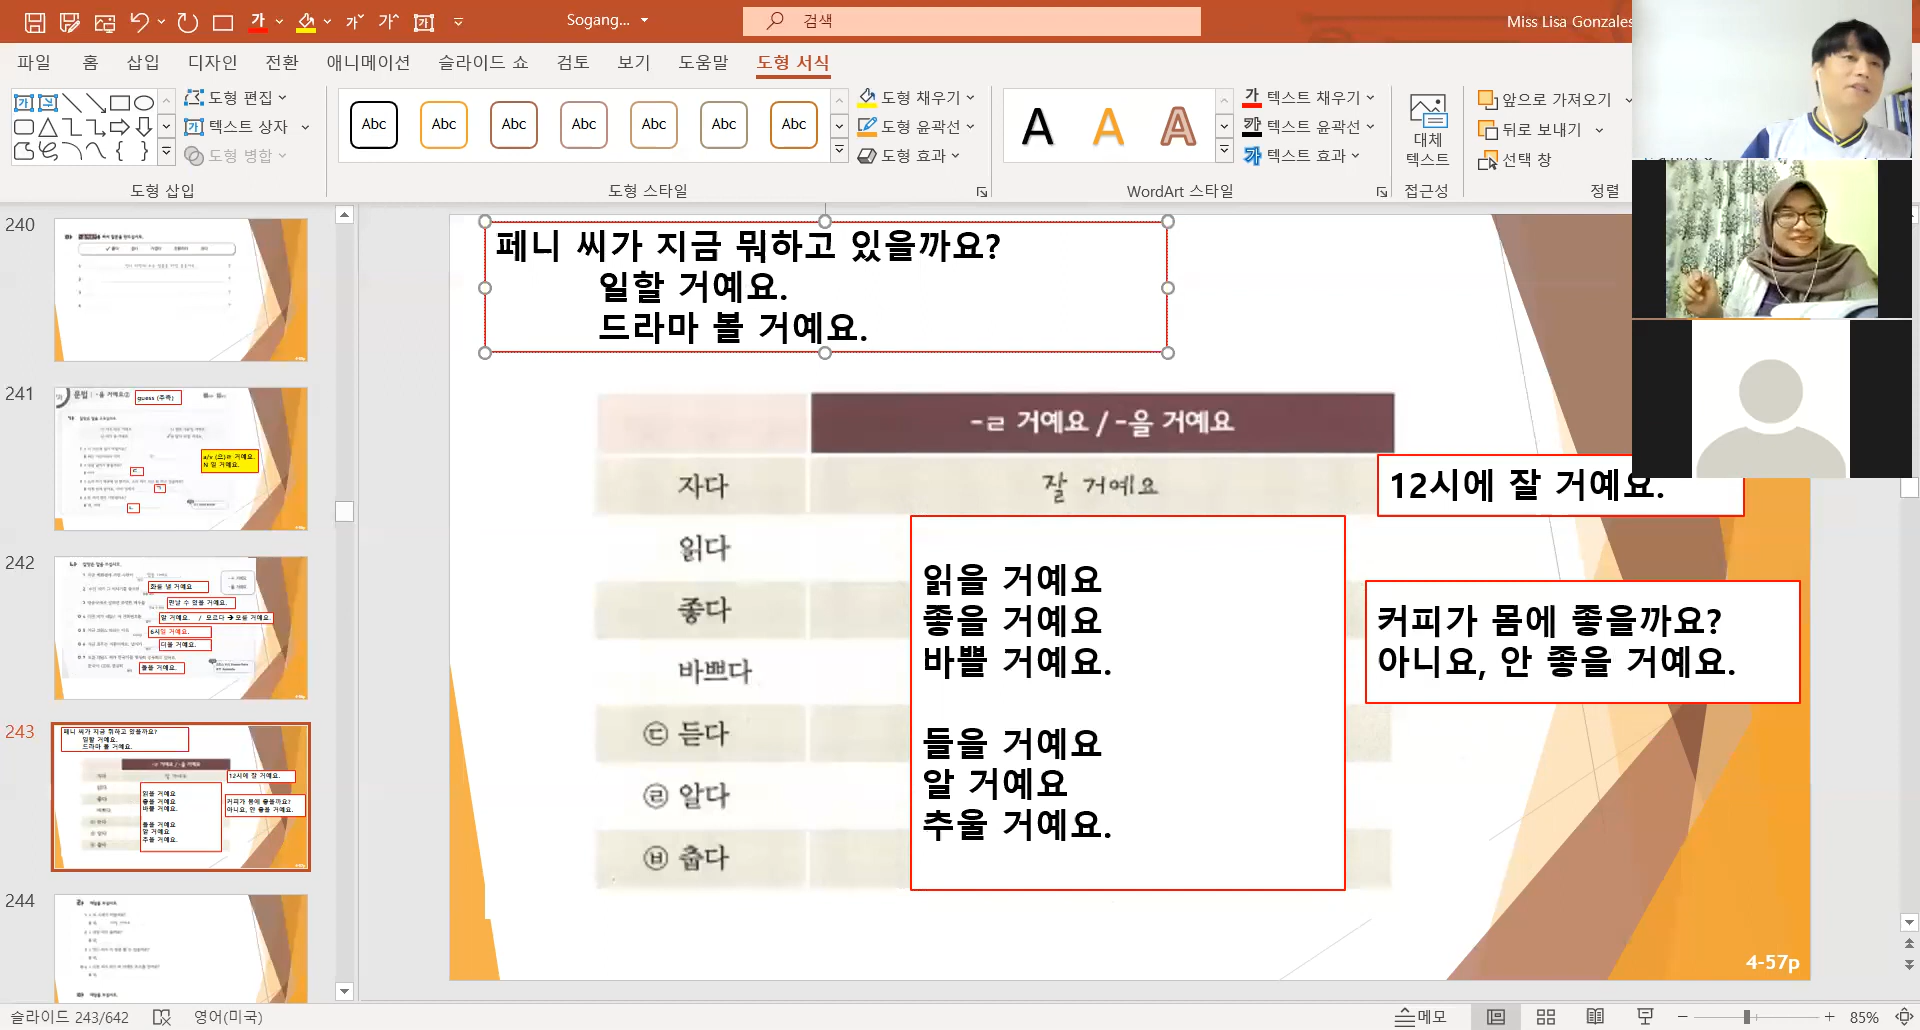 Sogang...
검색
Miss Lisa Gonzales
파일 홈 삽입 디자인 전환 애니메이션 슬라이드 쇼 검토 보기 도움말 도형 서식
도형 편집
텍스트 상자
도형 병합
도형 삽입
Abc Abc Abc Abc Abc Abc Abc
도형 채우기
도형 윤곽선
도형 효과
도형 스타일
A A A
텍스트 채우기
텍스트 윤곽선
텍스트 효과
WordArt 스타일
대체
텍스트
접근성
앞으로 가져오기
뒤로 보내기
선택 창
정렬
240
241
guess (추측)
242
243
244
페니 씨가 지금 뭐하고 있을까요?
일할 거예요.
드라마 볼 거예요.
-ㄹ 거예요 / -을 거예요
자다 잘 거예요
12시에 잘 거예요.
읽다
좋다
바쁘다
ㄷ 듣다
ㄹ 알다
ㅂ 춥다
읽을 거예요
좋을 거예요
바쁠 거예요.
들을 거예요
알 거예요
추울 거예요.
커피가 몸에 좋을까요?
아니요, 안 좋을 거예요.
4-57p
슬라이드 243/642
영어(미국)
메모
85%